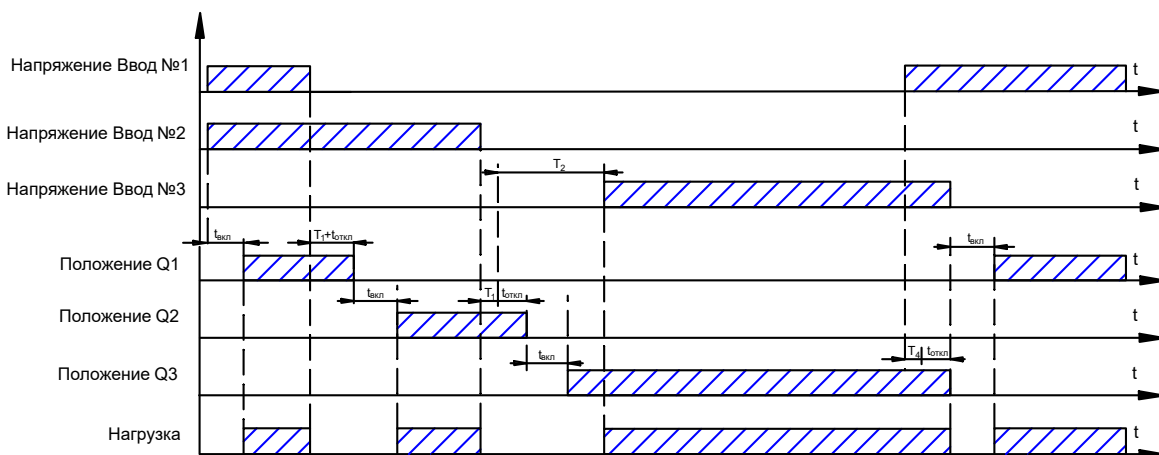 Напряжение Ввод №1
t
Напряжение Ввод №2
t
T2
t
Напряжение Ввод №3
tвкл
T1+tоткл
tвкл
t
Положение Q1
tвкл
T1
tоткл
t
Положение Q2
tвкл
T4
tоткл
t
Положение Q3
t
Нагрузка